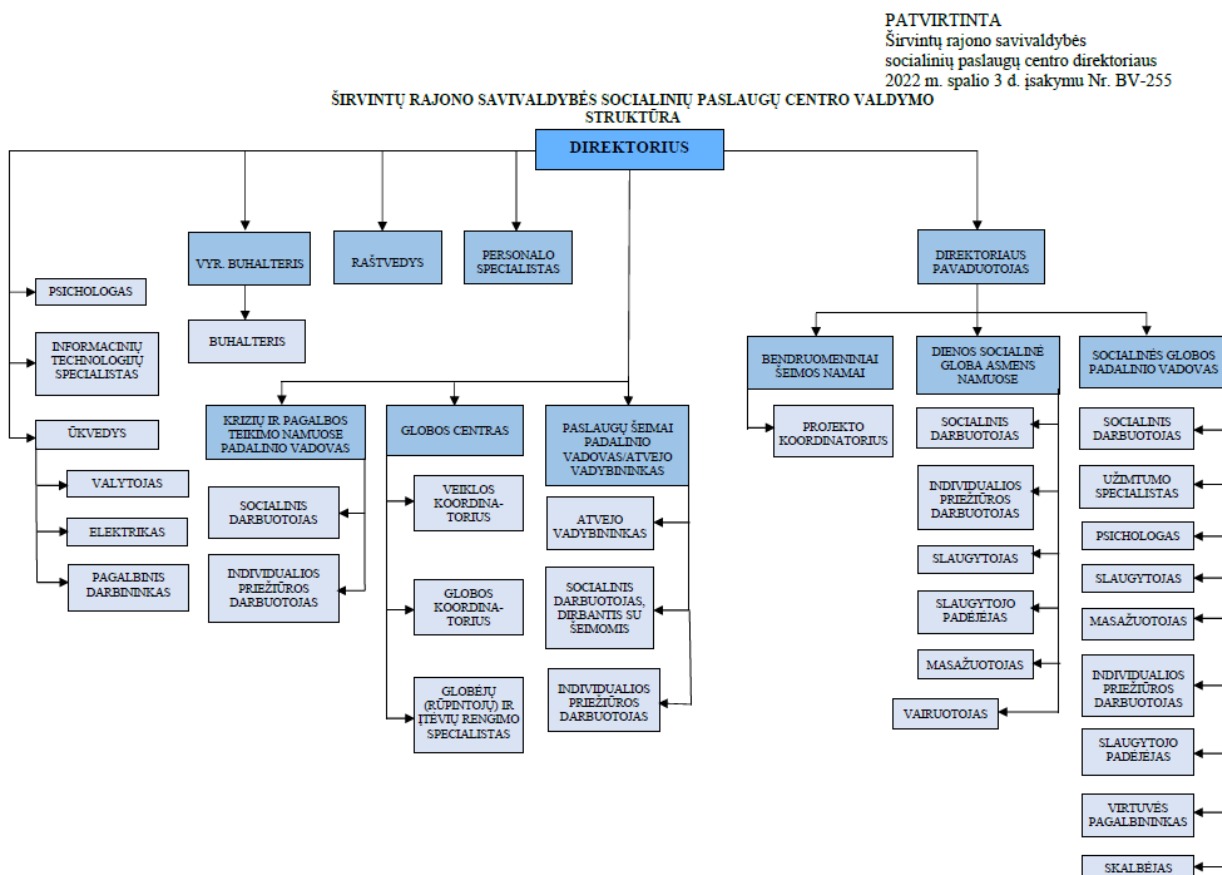 PATVIRTINTA
Širvintų rajono savivaldybės
socialinių paslaugų centro direktoriaus
2022 m. spalio 3 d. įsakymu Nr. BV-255
ŠIRVINTŲ RAJONO SAVIVALDYBĖS SOCIALINIŲ PASLAUGŲ CENTRO VALDYMO
STRUKTŪRA
DIREKTORIUS
VYR. BUHALTERIS
RAŠTVEDYS
PERSONALO
SPECIALISTAS
DIREKTORIAUS
PAVADUOTOJAS
PSICHOLOGAS
INFORMACINIŲ
TECHNOLOGIJŲ
SPECIALISTAS
ŪKVEDYS
VALYTOJAS
ELEKTRIKAS
PAGALBINIS
DARBININKAS
BUHALTERIS
KRIZIŲ IR PAGALBOS
TEIKIMO NAMUOSE
PADALINIO VADOVAS
SOCIALINIS
DARBUOTOJAS
INDIVIDUALIOS
PRIEŽIŪROS
DARBUOTOJAS
GLOBOS CENTRAS
VEIKLOS
KOORDINA-
TORIUS
GLOBOS
KOORDINA-
TORIUS
GLOBĖJŲ
(RŪPINTOJŲ) IR
ĮTĖVIŲ RENGIMO
SPECIALISTAS
PASLAUGŲ ŠEIMAI
PADALINIO
VADOVAS/ATVEJO
VADYBININKAS
ATVEJO
VADYBININKAS
SOCIALINIS
DARBUOTOJAS,
DIRBANTIS SU
ŠEIMOMIS
INDIVIDUALIOS
PRIEŽIŪROS
DARBUOTOJAS
BENDRUOMENINIAI
ŠEIMOS NAMAI
PROJEKTO
KOORDINATORIUS
DIENOS SOCIALINĖ
GLOBA ASMENS
NAMUOSE
SOCIALINIS
DARBUOTOJAS
INDIVIDUALIOS
PRIEŽIŪROS
DARBUOTOJAS
SLAUGYTOJAS
SLAUGYTOJO
PADĖJĖJAS
MASAŽUOTOJAS
VAIRUOTOJAS
SOCIALINĖS GLOBOS
PADALINIO VADOVAS
SOCIALINIS
DARBUOTOJAS
UŽIMTUMO
SPECIALISTAS
PSICHOLOGAS
SLAUGYTOJAS
MASAŽUOTOJAS
INDIVIDUALIOS
PRIEŽIŪROS
DARBUOTOJAS
SLAUGYTOJO
PADĖJĖJAS
VIRTUVĖS
PAGALBININKAS
SKALBĖJAS